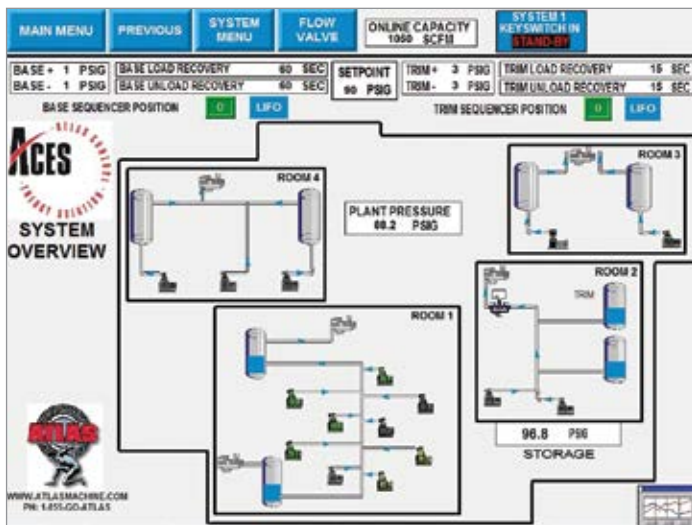 MAIN MENU
PREVIOUS
SYSTEM
MENU
FLOW
VALVE
ONLINE CAPACITY
1050 SCFM
SYSTEM 1
KEYSWITCH IN
STAND-BY
BASE + 1 PSIG
BASE - 1 PSIG
BASE LOAD RECOVERY 60 SEC
BASE UNLOAD RECOVERY 60 SEC
SETPOINT
90 PSIG
TRIM + 3 PSIG
TRIM - 3 PSIG
TRIM LOAD RECOVERY 15 SEC
TRIM UNLOAD RECOVERY 15 SEC
BASE SEQUENCER POSITION 0 LIFO
TRIM SEQUENCER POSITION 0 LIFO
ACES
SYSTEM
OVERVIEW
ROOM 4
PLANT PRESSURE
PSIG
ROOM 3
ROOM 2
TRIM
ROOM 1
96.8 PSIG
STORAGE
ATLAS
WWW.ATLASMACHINE.COM
PH: 1-855-GO-ATLAS